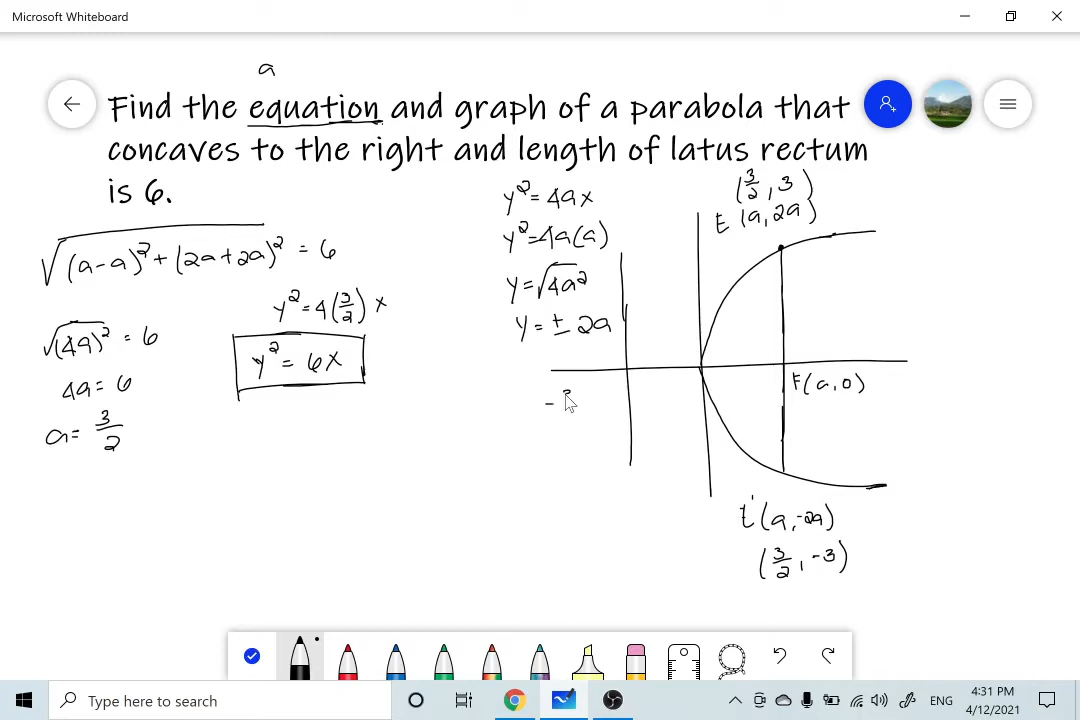 Microsoft Whiteboard
a
Find the equation and graph of a parabola that
concaves to the right and length of latus rectum
is 6.
√(a-a)²+(2a+2a)² = 6
√(4a)² = 6
4a = 6
a = 3/2
y² = 4(3/2) x
y² = 6x
y² = 4ax
y² = 4a(a)
y = √4a²
y = ± 2a
-
(3/2, 3)
E (a, 2a)
F(a, 0)
E'(a, -2a)
(3/2, -3)
Type here to search
ENG
4:31 PM
4/12/2021